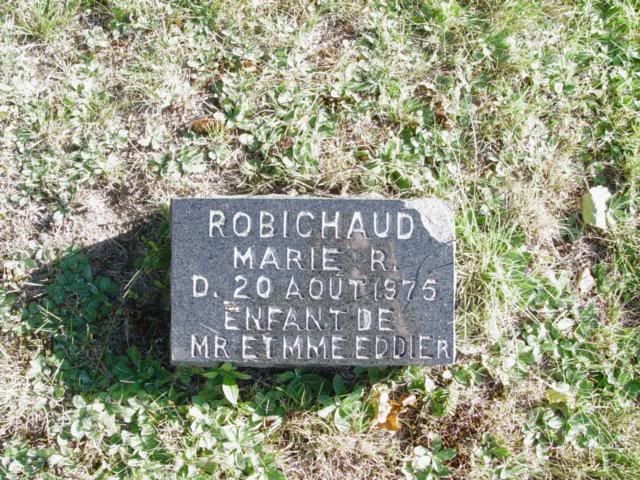 ROBICHAUD
MARIE R.
D. 20 AOUT 1975
ENFANT DE
MR ET MME EDDIE R